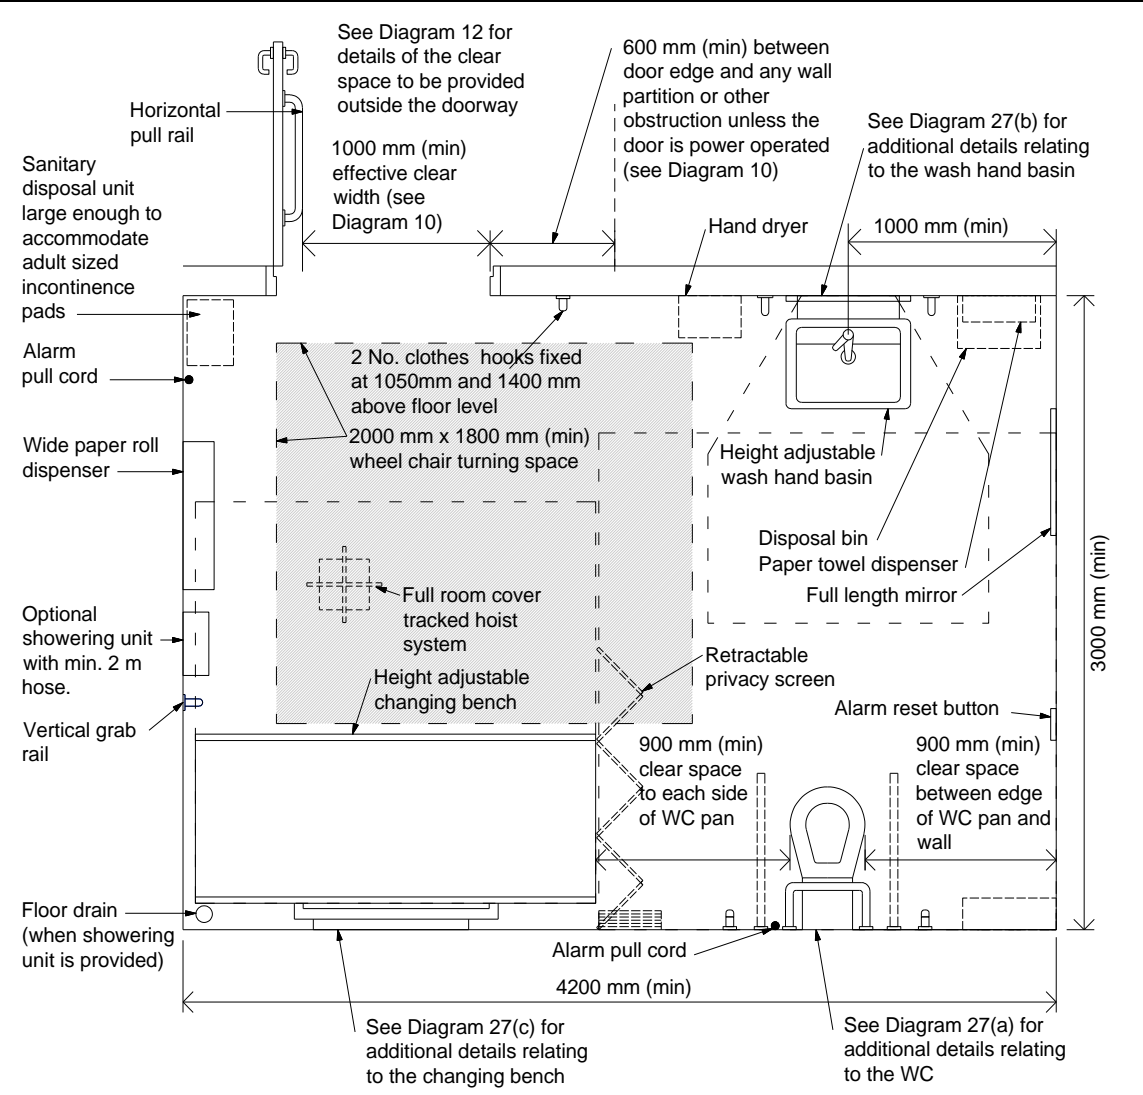 See Diagram 12 for
details of the clear
space to be provided
outside the doorway
600 mm (min) between
door edge and any wall
partition or other
obstruction unless the
door is power operated
(see Diagram 10)
Horizontal
pull rail
See Diagram 27(b) for
additional details relating
to the wash hand basin
1000 mm (min)
effective clear
width (see
Diagram 10)
Sanitary
disposal unit
large enough to
accommodate
adult sized
incontinence
pads
Hand dryer
1000 mm (min)
Alarm
pull cord
2 No. clothes hooks fixed
at 1050mm and 1400 mm
above floor level
2000 mm x 1800 mm (min)
wheel chair turning space
Wide paper roll
dispenser
Height adjustable
wash hand basin
Disposal bin
Paper towel dispenser
Full length mirror
3000 mm (min)
Full room cover
tracked hoist
system
Optional
showering unit
with min. 2 m
hose.
Retractable
privacy screen
Height adjustable
changing bench
Alarm reset button
Vertical grab
rail
900 mm (min)
clear space
to each side
of WC pan
900 mm (min)
clear space
between edge
of WC pan and
wall
Floor drain
(when showering
unit is provided)
Alarm pull cord
4200 mm (min)
See Diagram 27(c) for
additional details relating
to the changing bench
See Diagram 27(a) for
additional details relating
to the WC